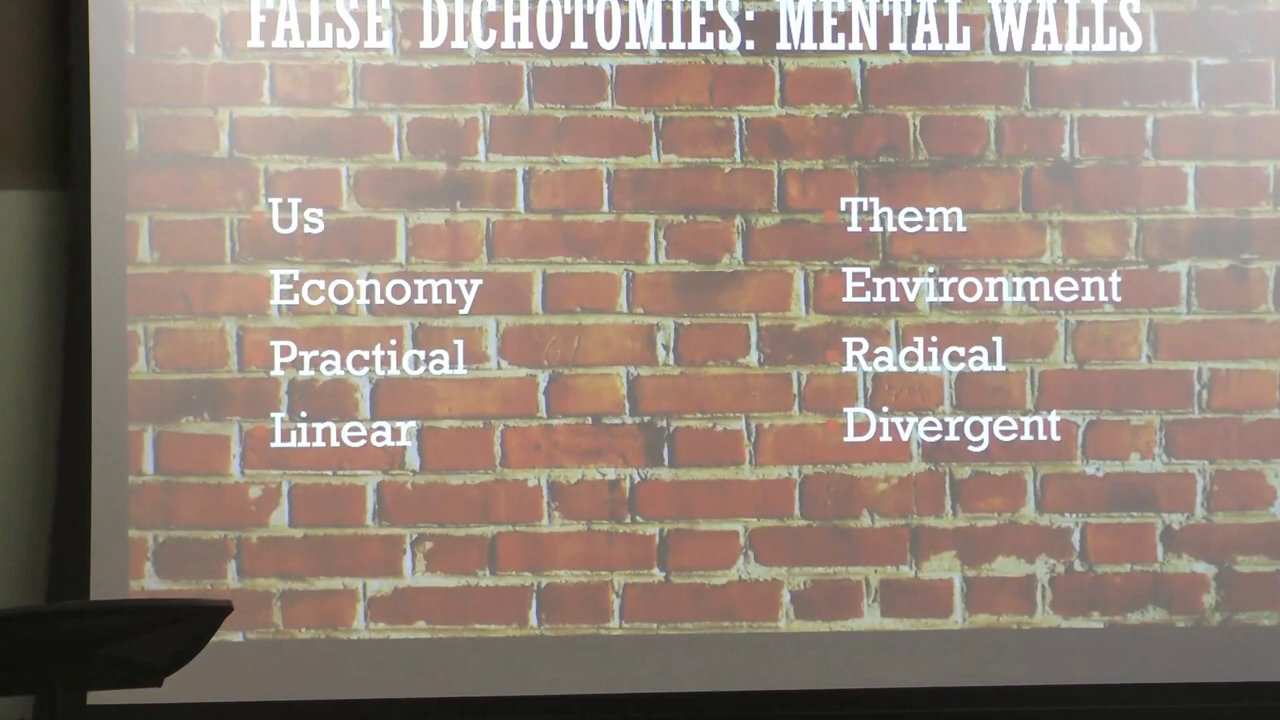 FALSE DICHOTOMIES: MENTAL WALLS
Us
Economy
Practical
Linear
Them
Environment
Radical
Divergent